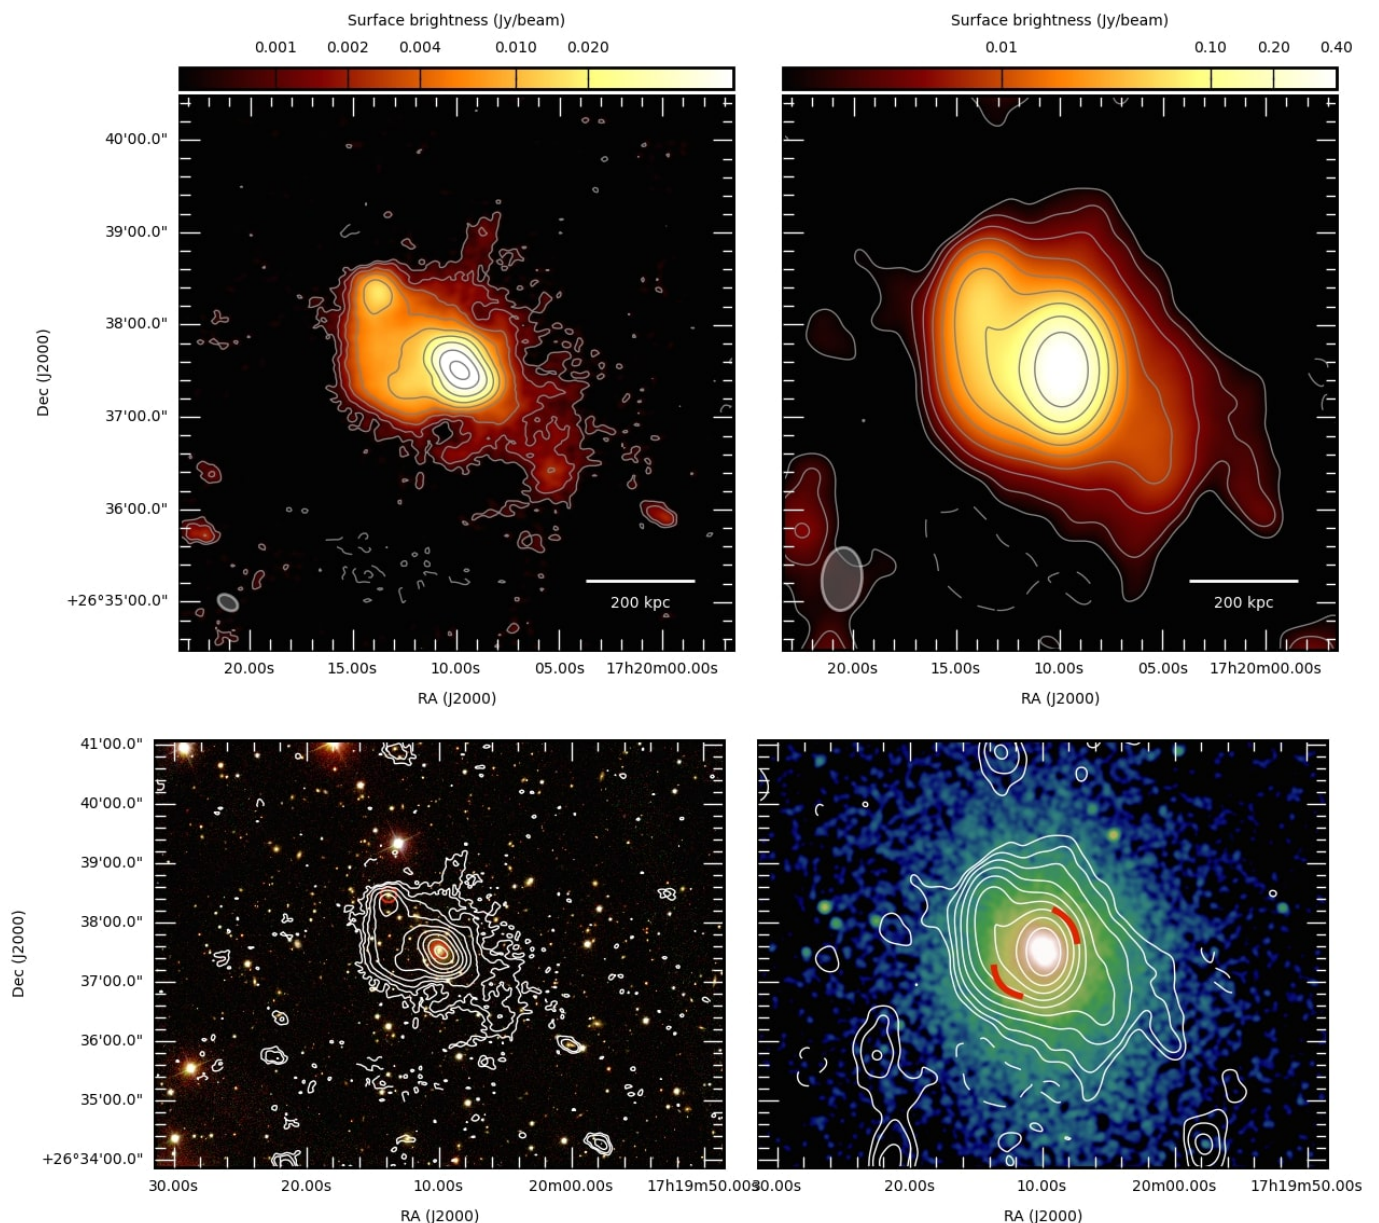 Surface brightness (Jy/beam)
0.001 0.002 0.004 0.010 0.020
40'00.0"
39'00.0"
38'00.0"
37'00.0"
36'00.0"
+26°35'00.0"
Dec (J2000)
200 kpc
20.00s 15.00s 10.00s 05.00s 17h20m00.00s
RA (J2000)
Surface brightness (Jy/beam)
0.01 0.10 0.20 0.40
200 kpc
20.00s 15.00s 10.00s 05.00s 17h20m00.00s
RA (J2000)
41'00.0"
40'00.0"
39'00.0"
38'00.0"
37'00.0"
36'00.0"
35'00.0"
+26°34'00.0"
Dec (J2000)
30.00s 20.00s 10.00s 20m00.00s 17h19m50.00s
RA (J2000)
30.00s 20.00s 10.00s 20m00.00s 17h19m50.00s
RA (J2000)